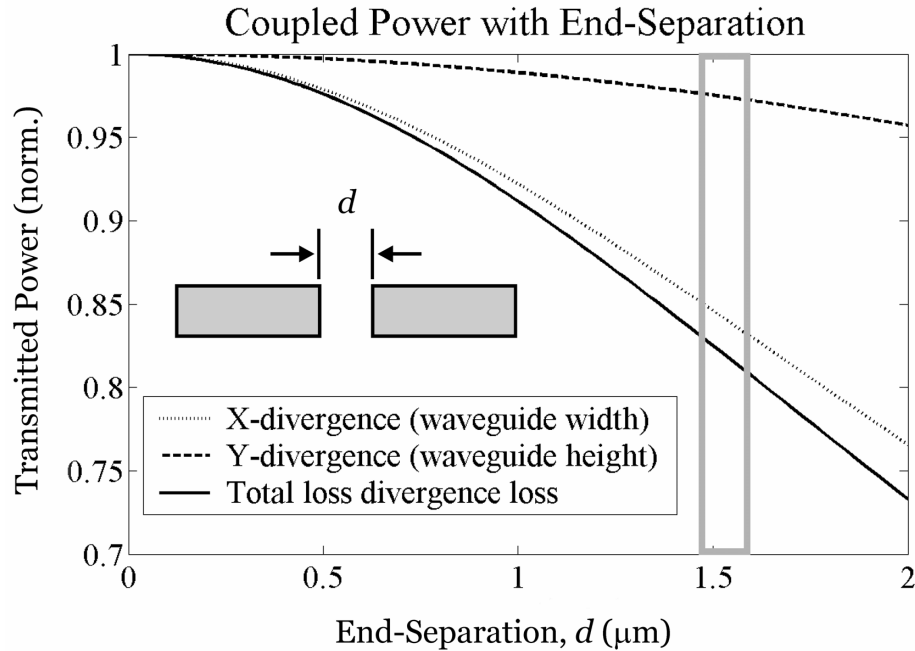 Coupled Power with End-Separation
Transmitted Power (norm.)
1
0.95
0.9
0.85
0.8
0.75
0.7
d
X-divergence (waveguide width)
Y-divergence (waveguide height)
Total loss divergence loss
0
0.5
1
1.5
2
End-Separation, d (μm)